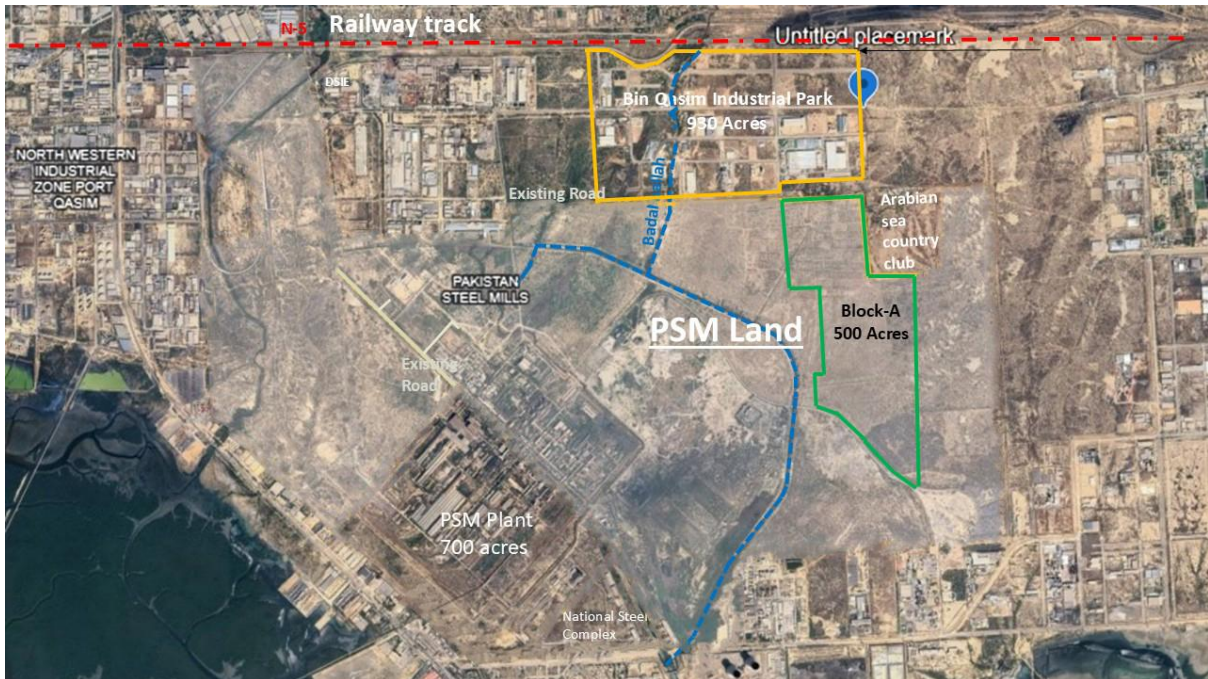 N-5
Railway track
Untitled placemark
DSIE
Bin Qasim Industrial Park
930 Acres
NORTH WESTERN
INDUSTRIAL
ZONE PORT
QASIM
Existing Road
Badal Nallah
Arabian
sea
country
club
PAKISTAN
STEEL MILLS
PSM Land
Block-A
500 Acres
Existing
Road
PSM Plant
700 acres
National Steel
Complex